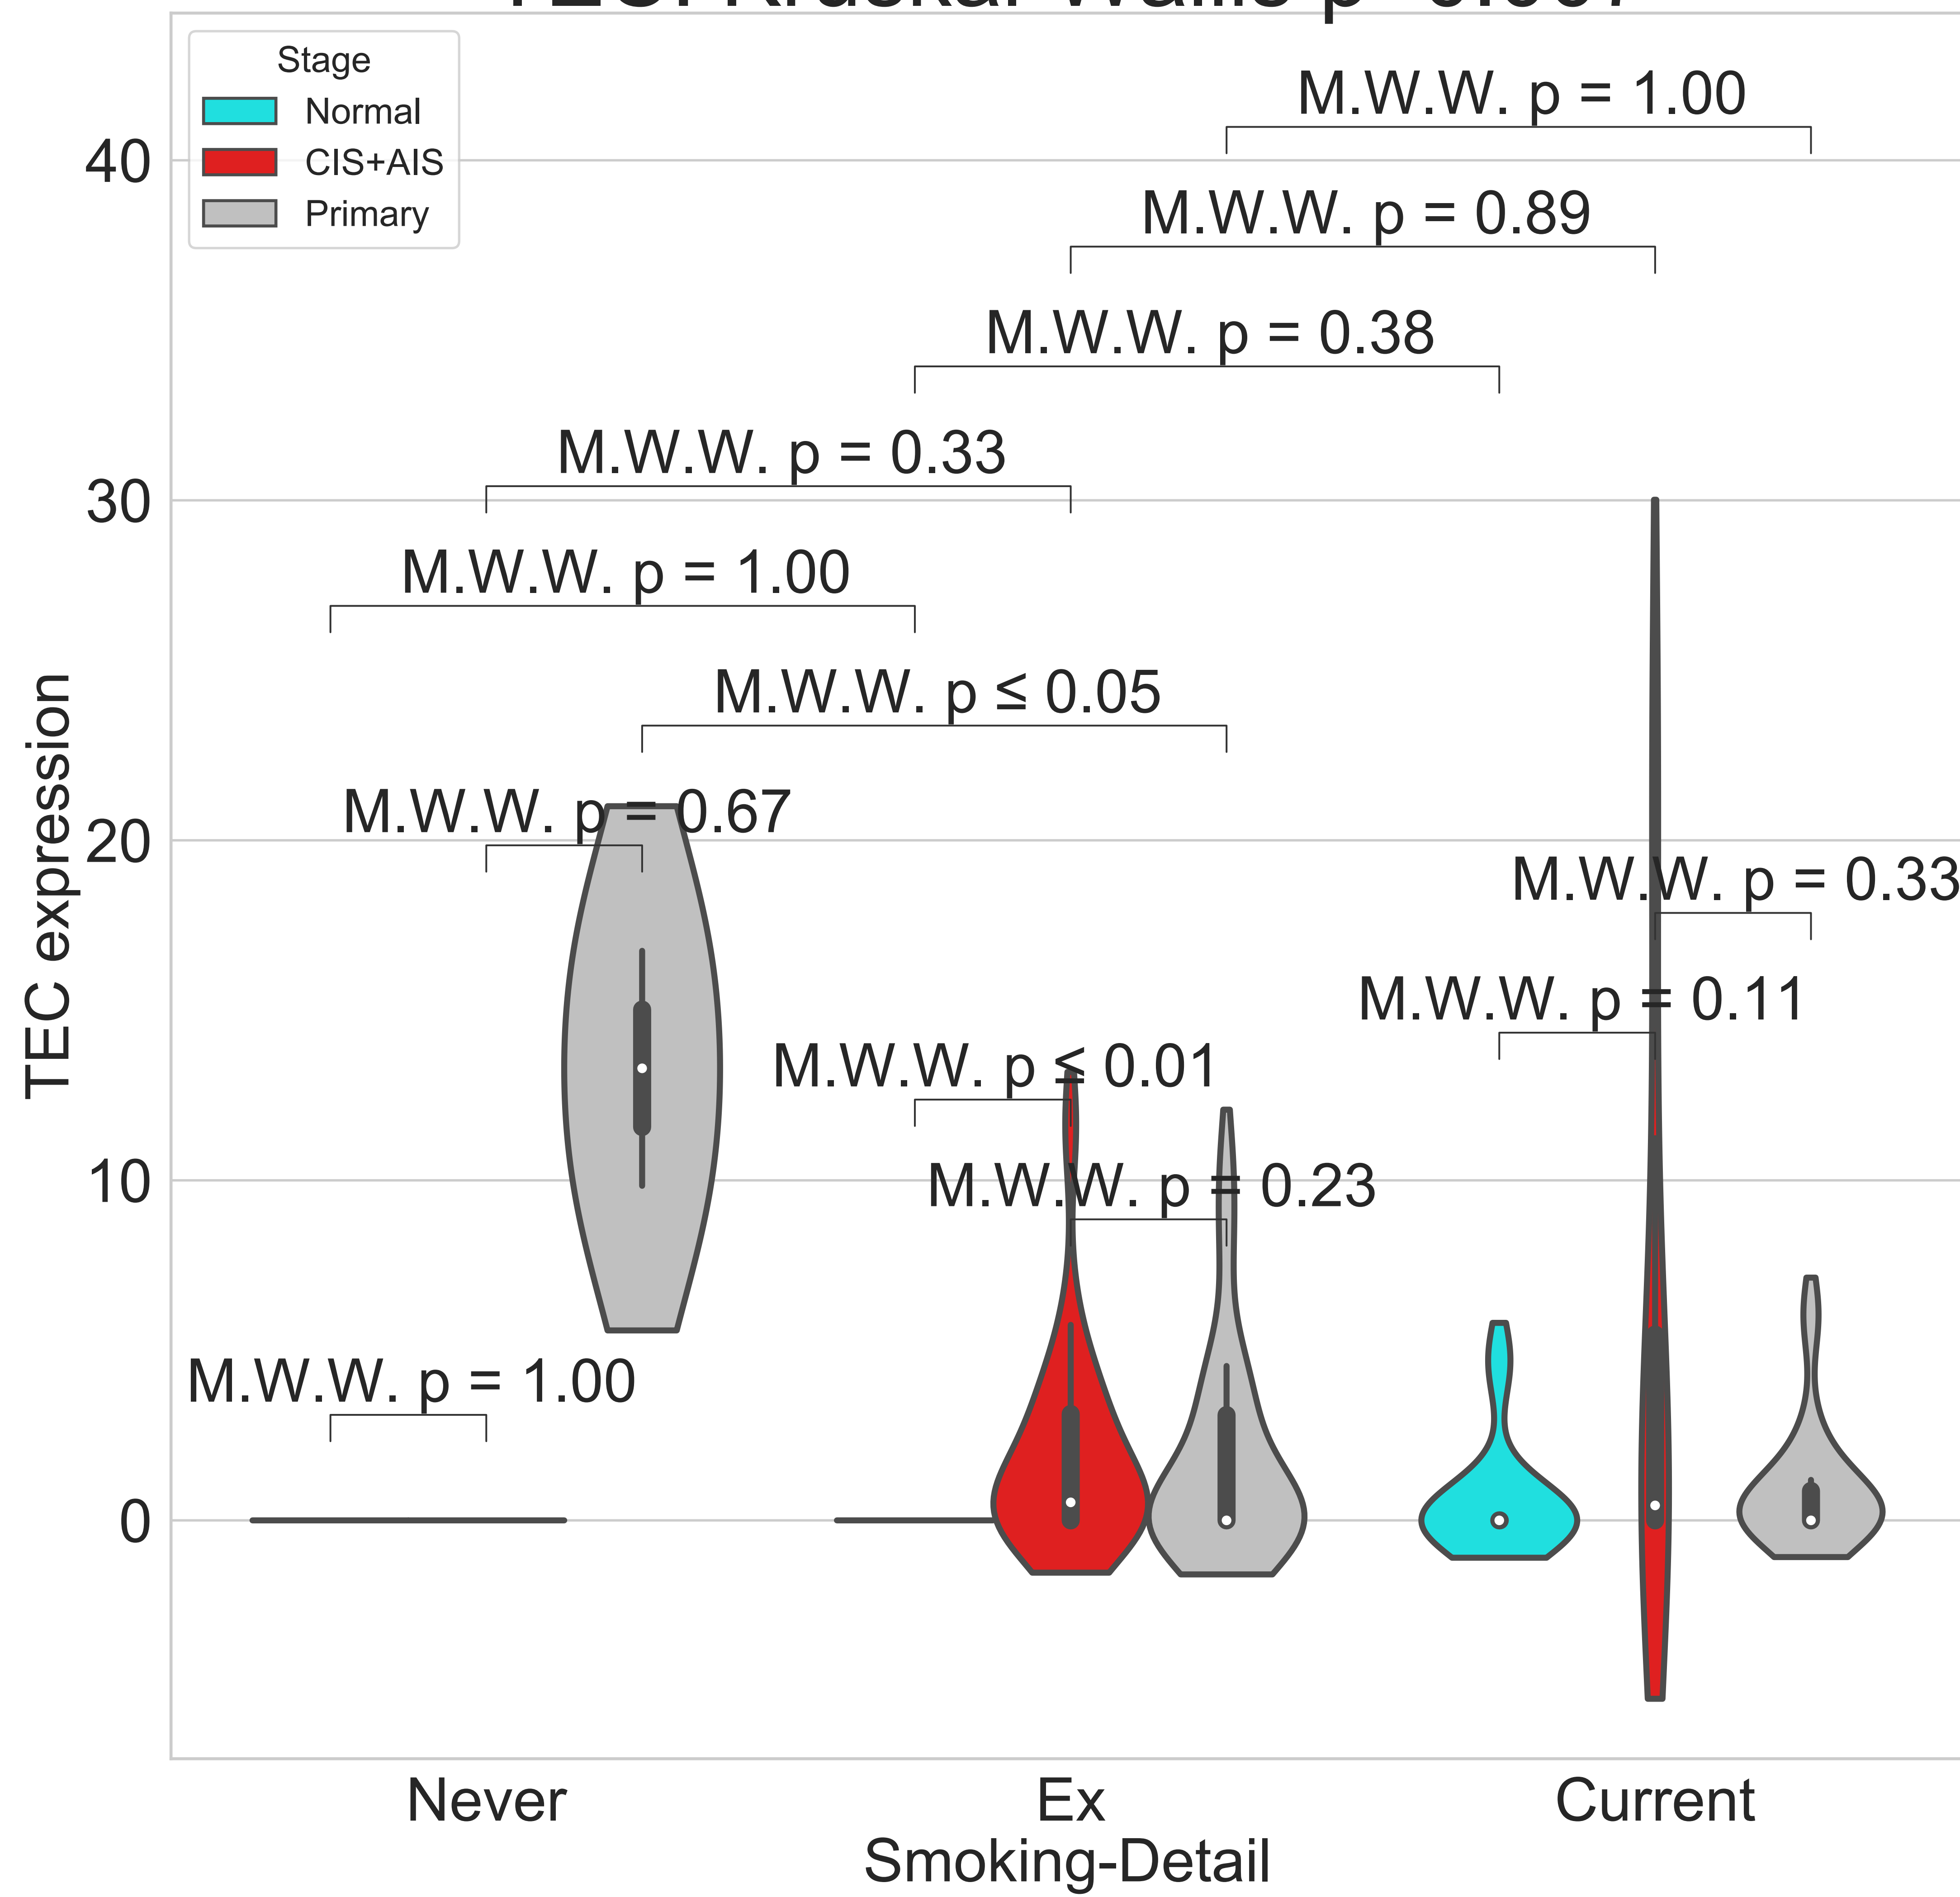 Stage
Normal
CIS+AIS
Primary
M.W.W. p = 1.00
40
M.W.W. p = 0.89
M.W.W. p = 0.38
M.W.W. p = 0.33
30
M.W.W. p = 1.00
M.W.W. p ≤ 0.05
M.W.W. p = 0.67
20
M.W.W. p = 0.33
M.W.W. p = 0.11
M.W.W. p ≤ 0.01
M.W.W. p = 0.23
10
M.W.W. p = 1.00
0
TEC expression
Never
Ex
Current
Smoking-Detail